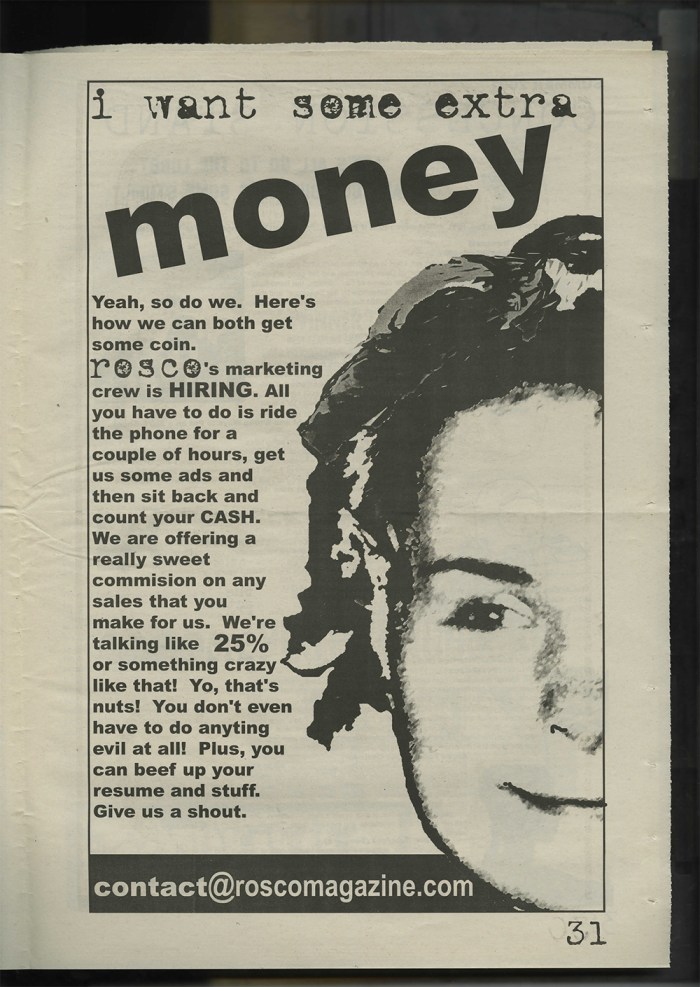 i want some extra
money
Yeah, so do we. Here's
how we can both get
some coin.
rosco's marketing
crew is HIRING. All
you have to do is ride
the phone for a
couple of hours, get
us some ads and
then sit back and
count your CASH.
We are offering a
really sweet
commision on any
sales that you
make for us. We're
talking like 25%
or something crazy
like that! Yo, that's
nuts! You don't even
have to do anyting
evil at all! Plus, you
can beef up your
resume and stuff.
Give us a shout.
contact@roscomagazine.com
31